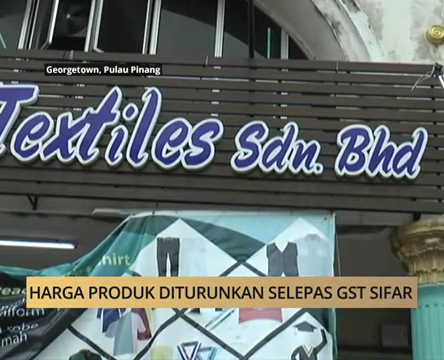 Georgetown, Pulau Pinang
Textiles Sdn. Bhd
HARGA PRODUK DITURUNKAN SELEPAS GST SIFAR